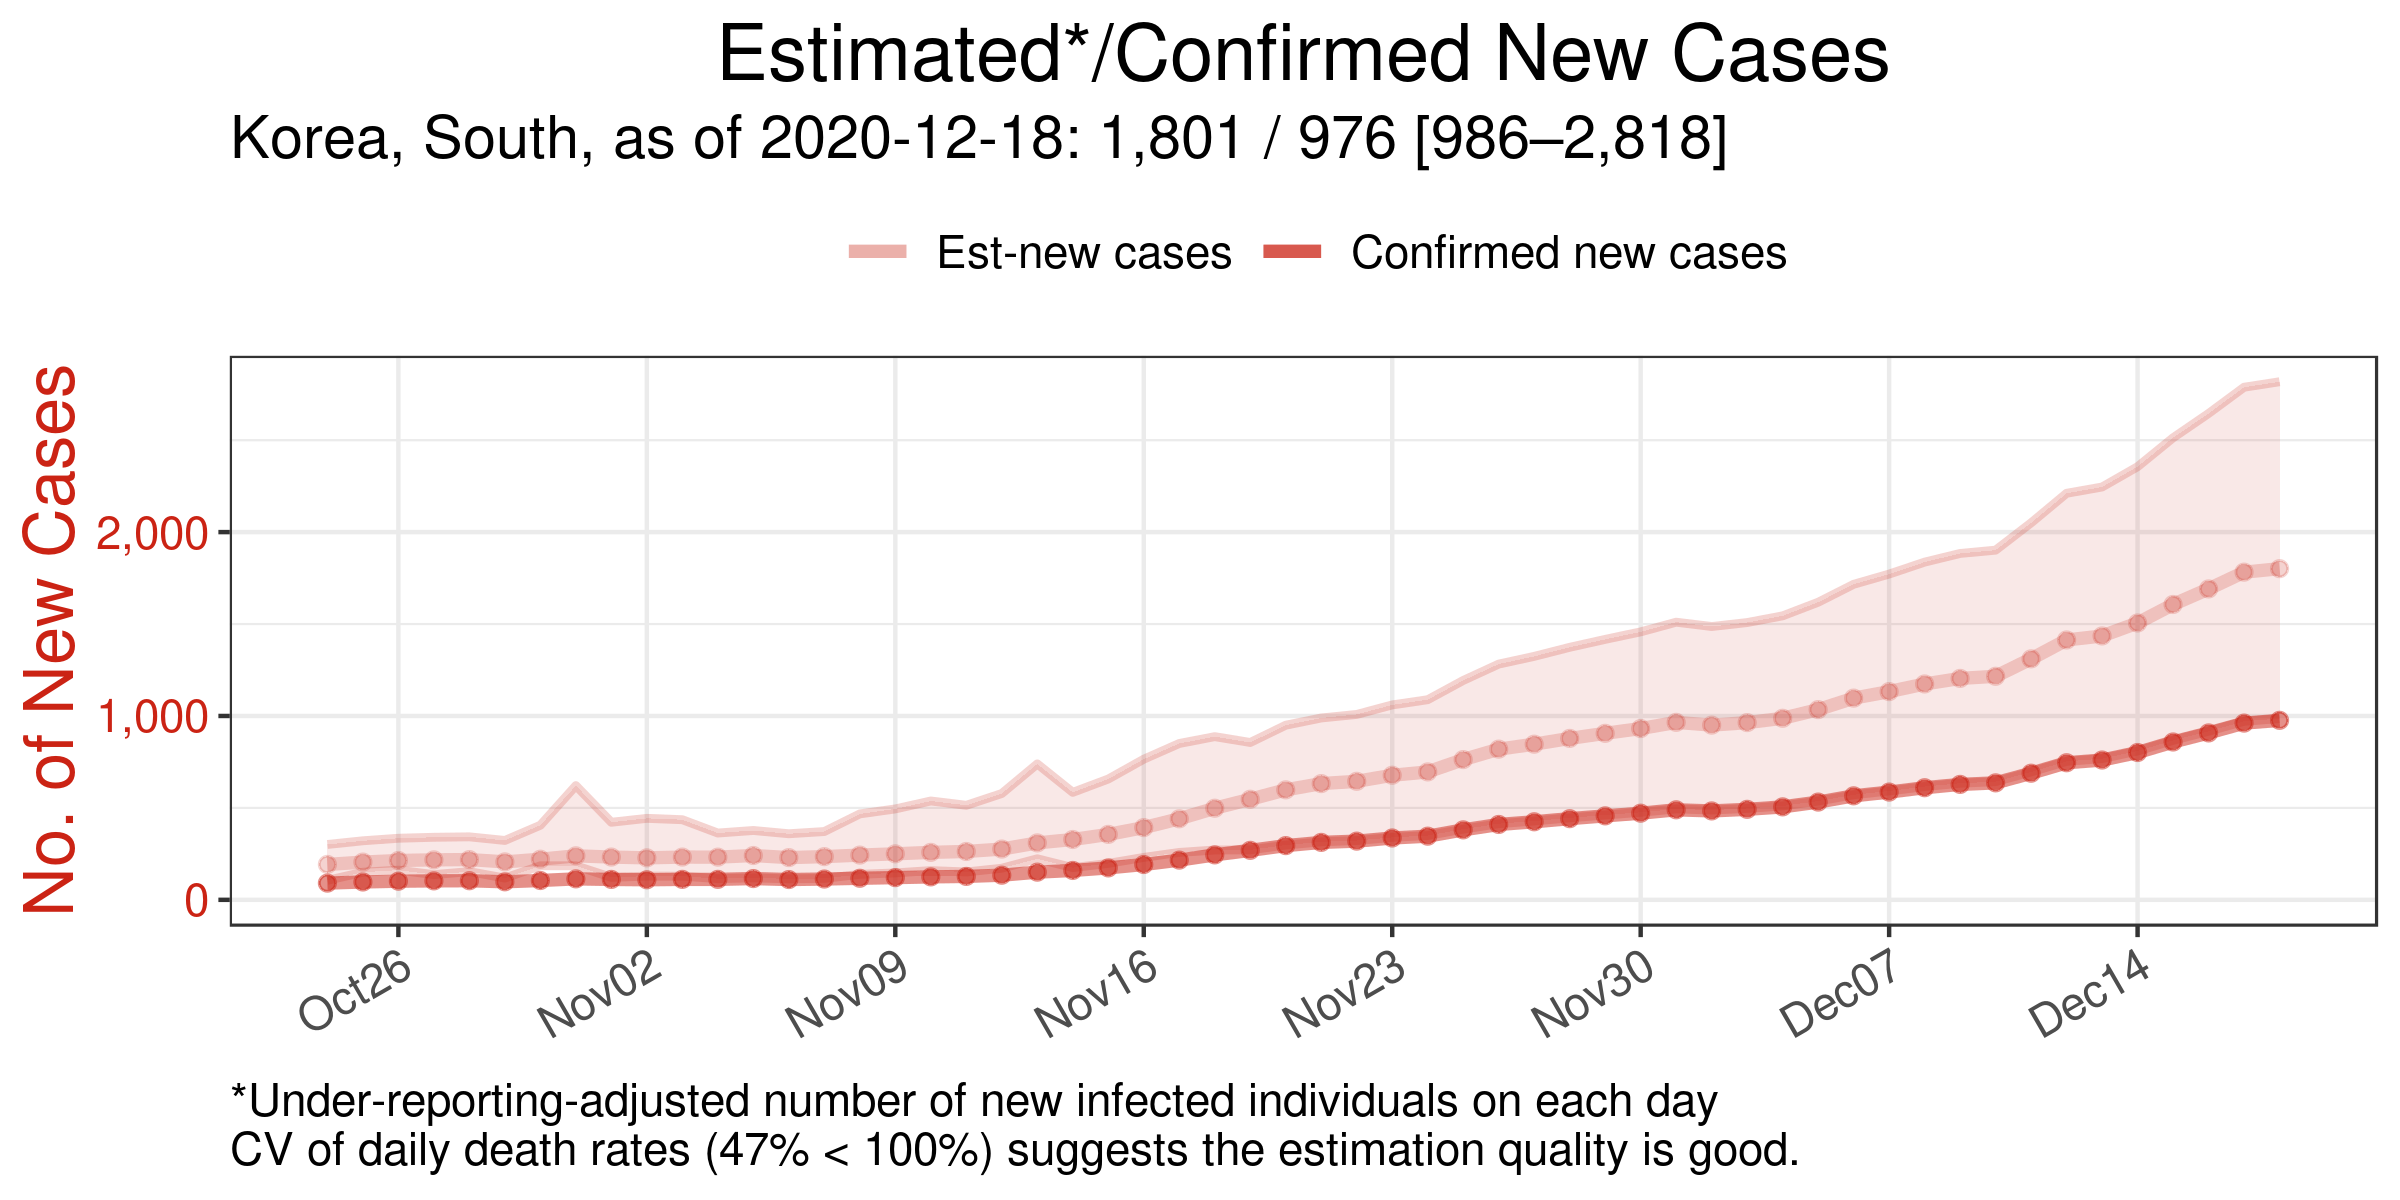 Estimated*/Confirmed New Cases
Korea, South, as of 2020-12-18: 1,801 / 976 [986–2,818]
Est-new cases Confirmed new cases
No. of New Cases
2,000
1,000
0
Oct26 Nov02 Nov09 Nov16 Nov23 Nov30 Dec07 Dec14
*Under-reporting-adjusted number of new infected individuals on each day
CV of daily death rates (47% < 100%) suggests the estimation quality is good.